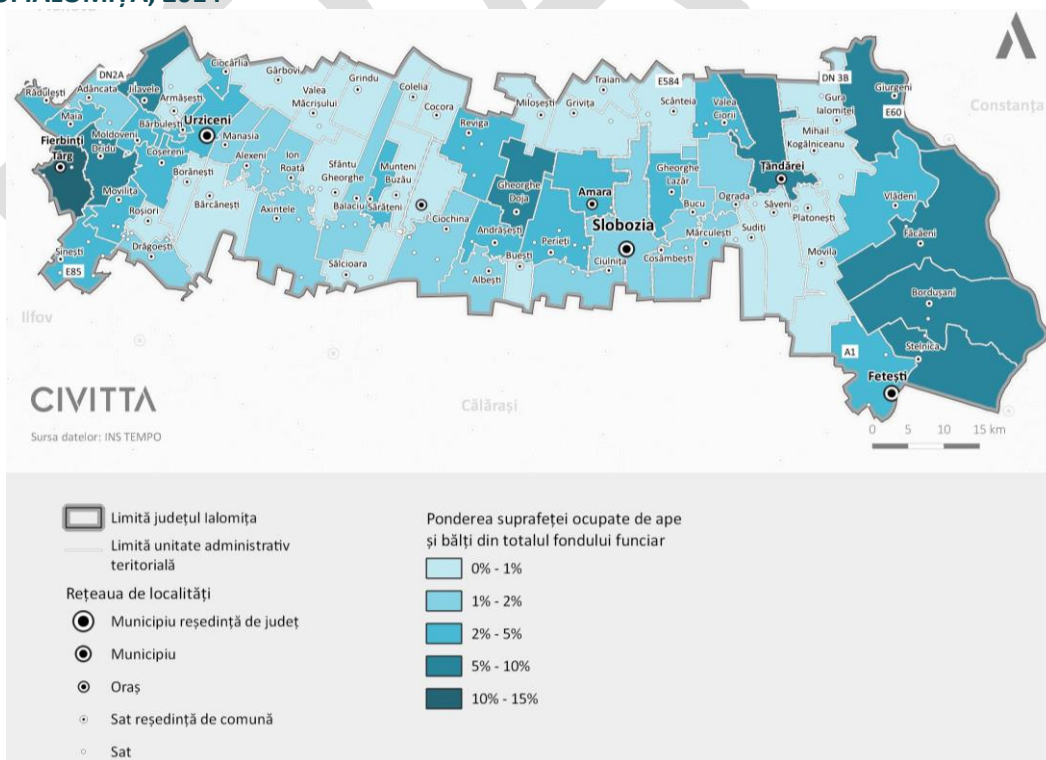 IALOMIȚA, 2014
DN2A
Ciocârlia
Gârbovi
Grindu
Rădulești
Adâncata
Jilavele
Armășești
Valea
Măcrișului
Colelia
Cocora
Miloșești
Traian
Grivița
E584
Scânteia
Valea
Ciorii
DN 3B
Gura
Ialomiței
Giurgeni
E60
Constanța
Maia
Bărbulești
Urziceni
Manasia
Reviga
Mihail
Kogălniceanu
Fierbinți
Târg
Moldoveni
Dridu
Coșereni
Alexeni
Ion
Roată
Sfântu
Gheorghe
Munteni
Buzău
Gheorghe
Doja
Amara
Gheorghe
Lazăr
Țăndărei
Movilița
Borănești
Bărcănești
Axintele
Balaciu
Sărățeni
Ciochina
Bucu
Ograda
Săveni
Platonești
Vlădeni
Roșiori
Andrășești
Perieți
Slobozia
Mărculești
Sudiți
Făcăeni
Sinești
Drăgoești
Sălcioara
Buești
Ciulnița
Cosâmbești
Movila
E85
Albești
Bordușani
Ilfov
A1
Stelnica
Fetești
CIVITTA
Călărași
Sursa datelor: INS TEMPO
0 5 10 15 km
Limită județul Ialomița
Limită unitate administrativ
teritorială
Rețeaua de localități
Municipiu reședință de județ
Municipiu
Oraș
Sat reședință de comună
Sat
Ponderea suprafeței ocupate de ape
și bălți din totalul fondului funciar
0% - 1%
1% - 2%
2% - 5%
5% - 10%
10% - 15%